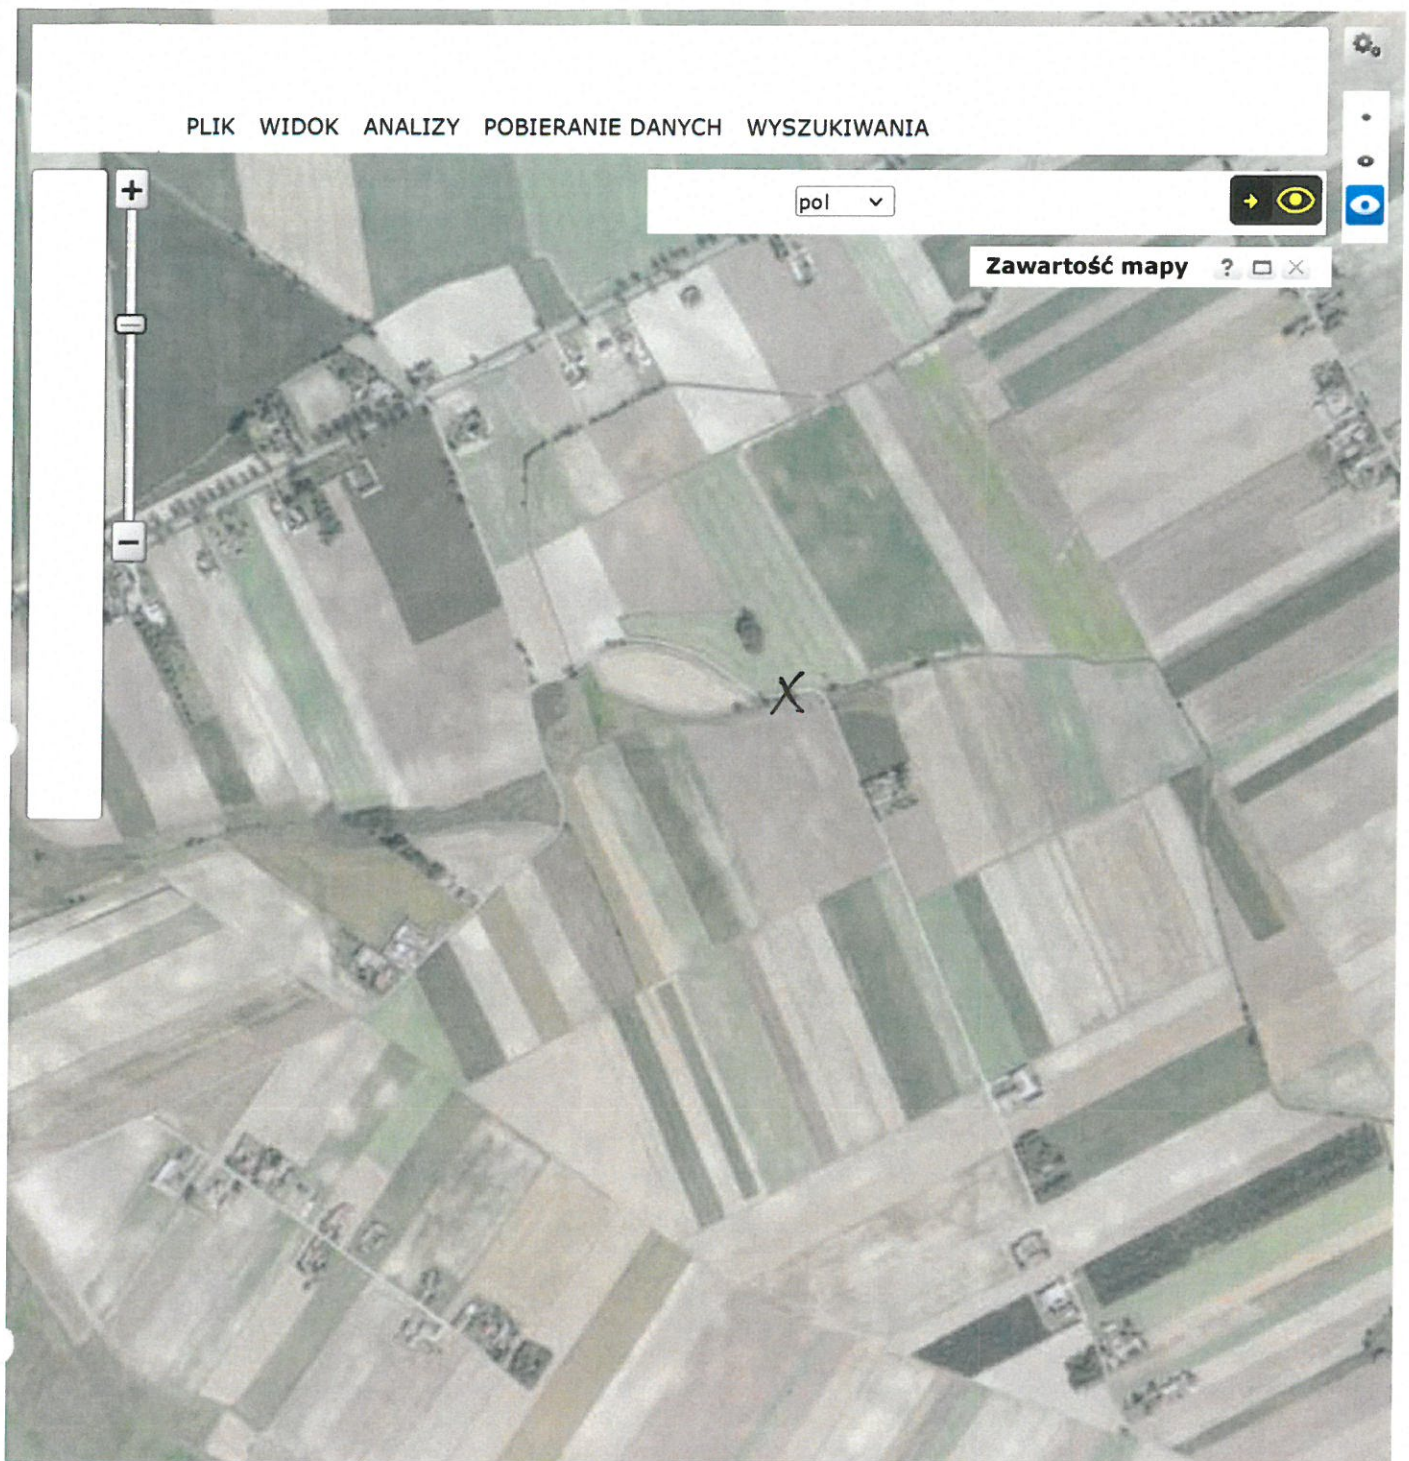 PLIK WIDOK ANALIZY POBIERANIE DANYCH WYSZUKIWANIA
+
pol
Zawartość mapy ?
−
X